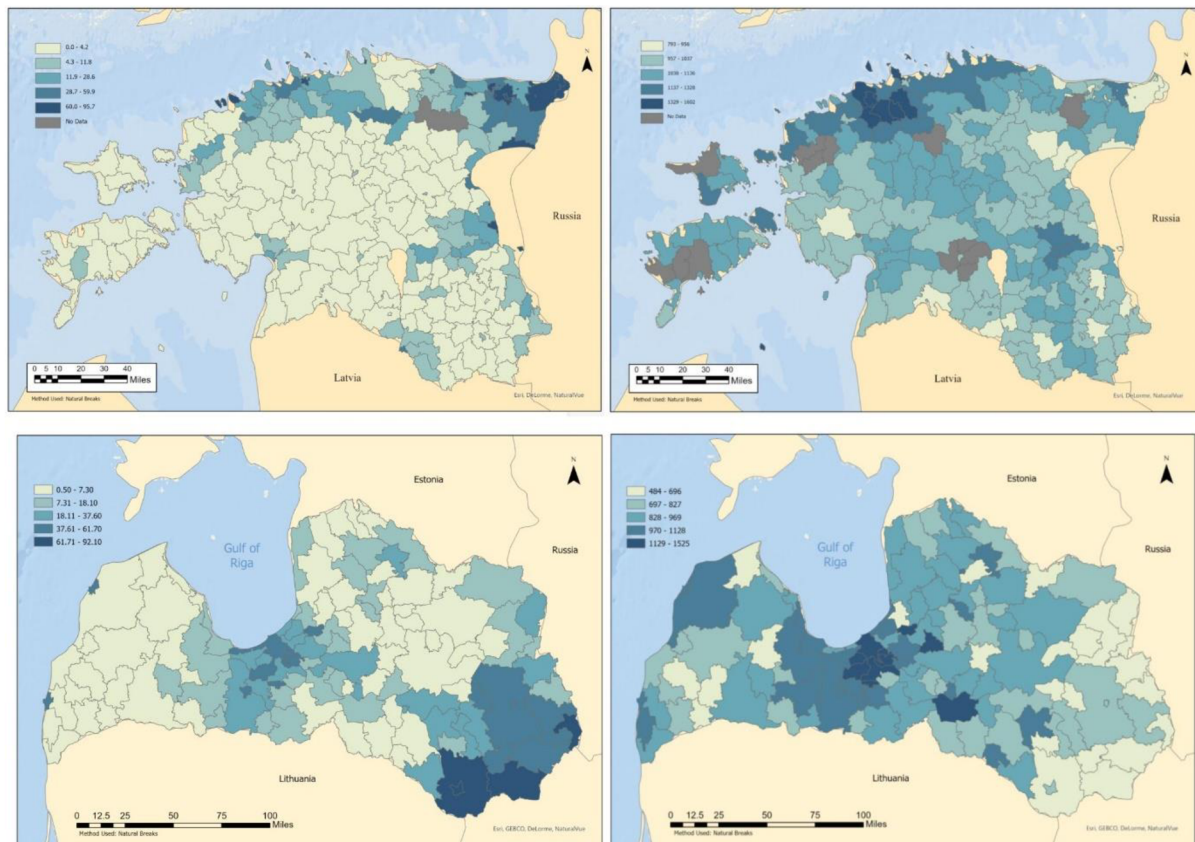 0.0 - 4.2
4.3 - 11.8
11.9 - 28.6
28.7 - 59.9
60.0 - 95.7
No Data
N
Russia
Latvia
0 5 10 20 30 40
Miles
Method Used: Natural Breaks
Esri, DeLorme, NaturalVue
957 - 1037
1137 - 1328
1329 - 1602
No Data
N
Russia
Latvia
0 5 10 20 30 40
Miles
Method Used: Natural Breaks
Esri, DeLorme, NaturalVue
0.50 - 7.30
7.31 - 18.10
18.11 - 37.60
37.61 - 61.70
61.71 - 92.10
N
Estonia
Russia
Gulf of
Riga
Lithuania
0 12.5 25 50 75 100
Miles
Method Used: Natural Breaks
Esri, GEBCO, DeLorme, NaturalVue
484 - 696
697 - 827
828 - 969
970 - 1128
1129 - 1525
N
Estonia
Russia
Gulf of
Riga
Lithuania
0 12.5 25 50 75 100
Miles
Method Used: Natural Breaks
Esri, GEBCO, DeLorme, NaturalVue